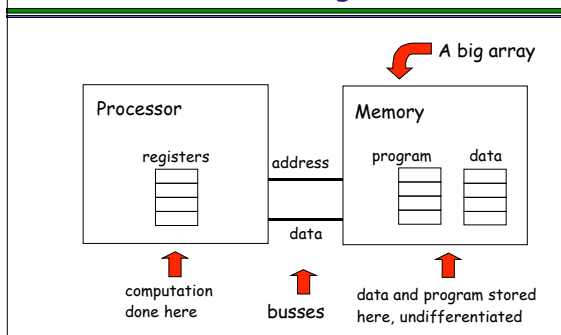 A big array
Processor
Memory
registers
address
program
data
data
computation
done here
busses
data and program stored
here, undifferentiated